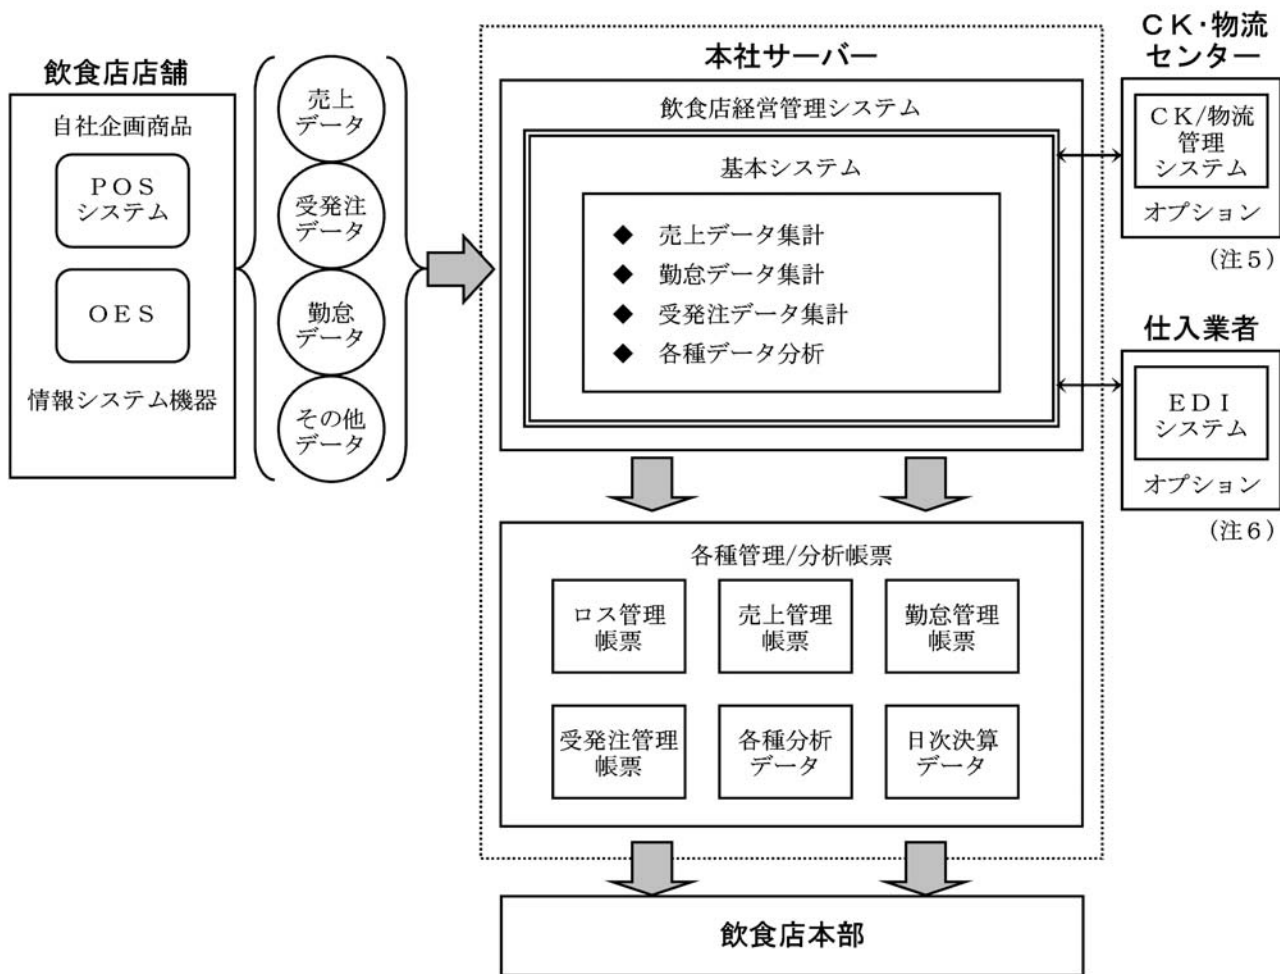 飲食店店舗
自社企画商品
ＰＯＳ
システム
ＯＥＳ
情報システム機器
売上
データ
受発注
データ
勤怠
データ
その他
データ
本社サーバー
飲食店経営管理システム
基本システム
◆ 売上データ集計
◆ 勤怠データ集計
◆ 受発注データ集計
◆ 各種データ分析
ＣＫ・物流
センター
ＣＫ/物流
管理
システム
オプション
（注５）
仕入業者
ＥＤＩ
システム
オプション
（注６）
各種管理/分析帳票
ロス管理
帳票
売上管理
帳票
勤怠管理
帳票
受発注管理
帳票
各種分析
データ
日次決算
データ
飲食店本部